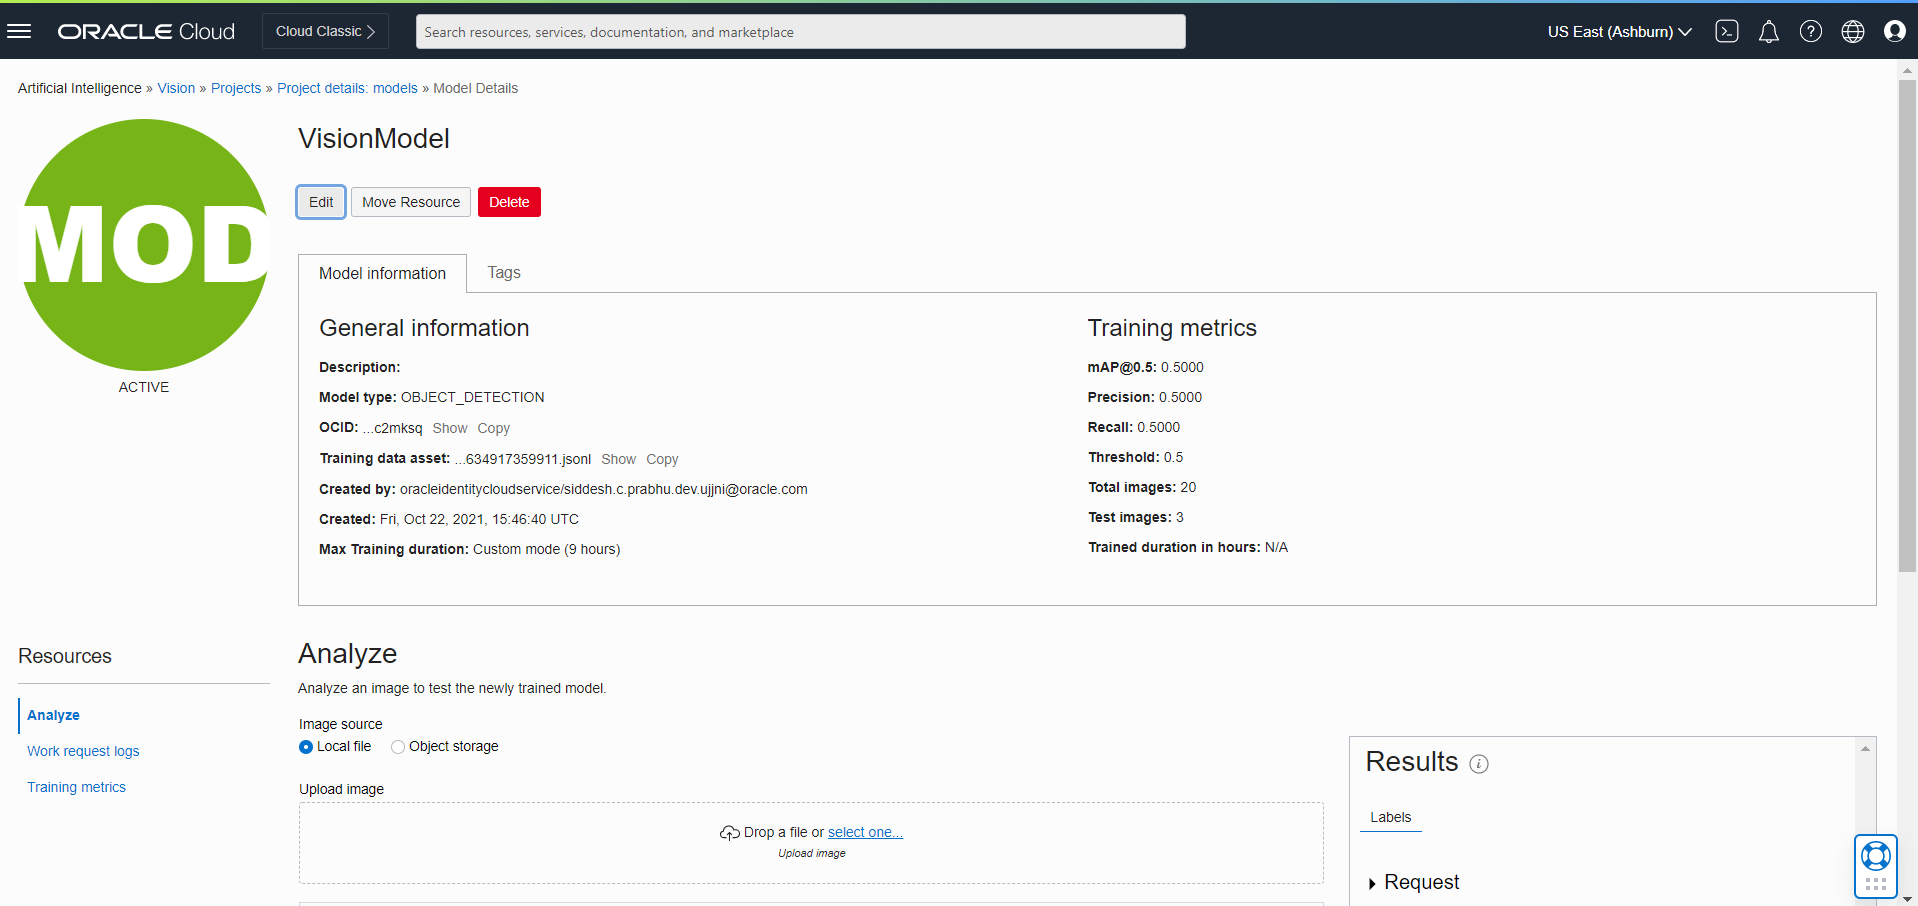 ORACLE Cloud
Cloud Classic
Search resources, services, documentation, and marketplace
US East (Ashburn)
Artificial Intelligence » Vision » Projects » Project details: models » Model Details
MOD
ACTIVE
VisionModel
Edit
Move Resource
Delete
Model information
Tags
General information
Description:
Model type: OBJECT_DETECTION
OCID: ...c2mksq Show Copy
Training data asset: ...634917359911.jsonl Show Copy
Created by: oracleidentitycloudservice/siddesh.c.prabhu.dev.ujjni@oracle.com
Created: Fri, Oct 22, 2021, 15:46:40 UTC
Max Training duration: Custom mode (9 hours)
Training metrics
mAP@0.5: 0.5000
Precision: 0.5000
Recall: 0.5000
Threshold: 0.5
Total images: 20
Test images: 3
Trained duration in hours: N/A
Resources
Analyze
Work request logs
Training metrics
Analyze
Analyze an image to test the newly trained model.
Image source
Local file
Object storage
Upload image
Drop a file or select one...
Upload image
Results
Labels
Request